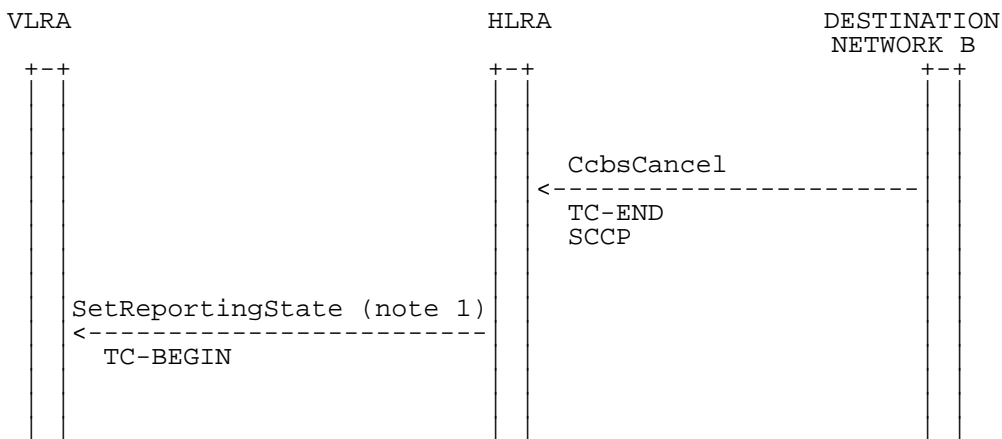 VLRA HLRA DESTINATION
NETWORK B
CcbsCancel
TC-END
SCCP
SetReportingState (note 1)
TC-BEGIN